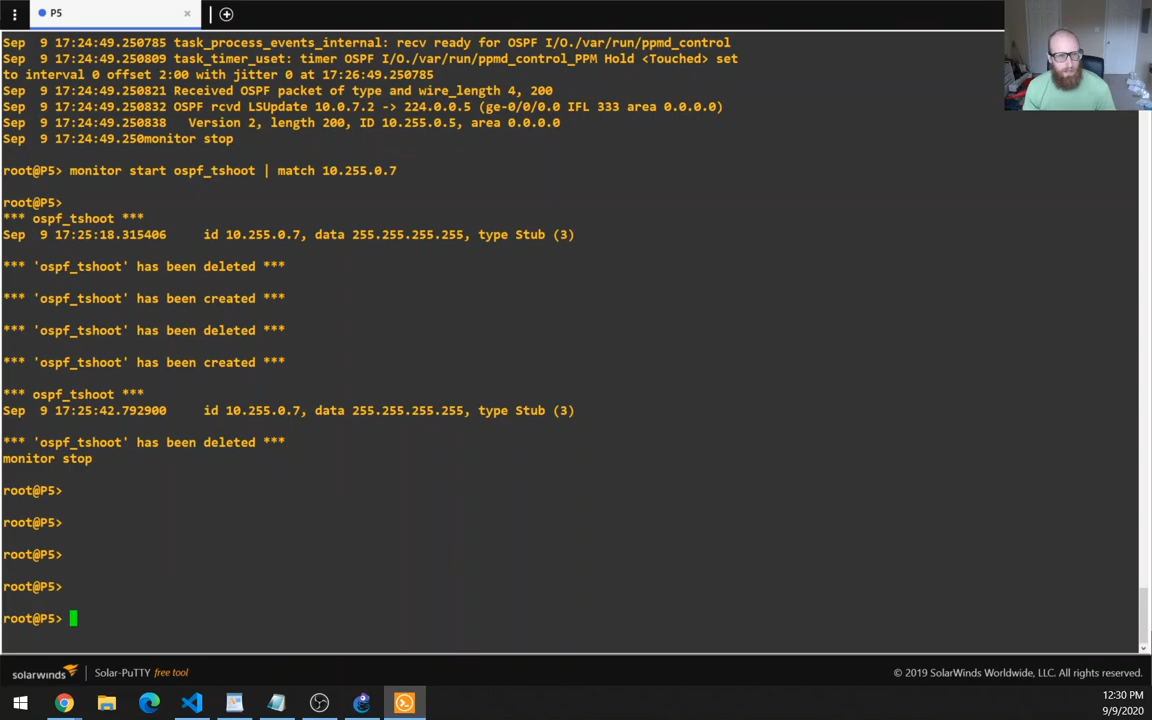 P5
Sep  9 17:24:49.250785 task_process_events_internal: recv ready for OSPF I/O./var/run/ppmd_control
Sep  9 17:24:49.250809 task_timer_uset: timer OSPF I/O./var/run/ppmd_control_PPM Hold <Touched> set
to interval 0 offset 2:00 with jitter 0 at 17:26:49.250785
Sep  9 17:24:49.250821 Received OSPF packet of type and wire_length 4, 200
Sep  9 17:24:49.250832 OSPF rcvd LSUpdate 10.0.7.2 -> 224.0.0.5 (ge-0/0/0.0 IFL 333 area 0.0.0.0)
Sep  9 17:24:49.250838   Version 2, length 200, ID 10.255.0.5, area 0.0.0.0
Sep  9 17:24:49.250monitor stop
root@P5> monitor start ospf_tshoot | match 10.255.0.7
root@P5>
*** ospf_tshoot ***
Sep  9 17:25:18.315406     id 10.255.0.7, data 255.255.255.255, type Stub (3)
*** 'ospf_tshoot' has been deleted ***
*** 'ospf_tshoot' has been created ***
*** 'ospf_tshoot' has been deleted ***
*** 'ospf_tshoot' has been created ***
*** ospf_tshoot ***
Sep  9 17:25:42.792900     id 10.255.0.7, data 255.255.255.255, type Stub (3)
*** 'ospf_tshoot' has been deleted ***
monitor stop
root@P5>
root@P5>
root@P5>
root@P5>
root@P5>
solarwinds Solar-PuTTY free tool © 2019 SolarWinds Worldwide, LLC. All rights reserved.
12:30 PM
9/9/2020